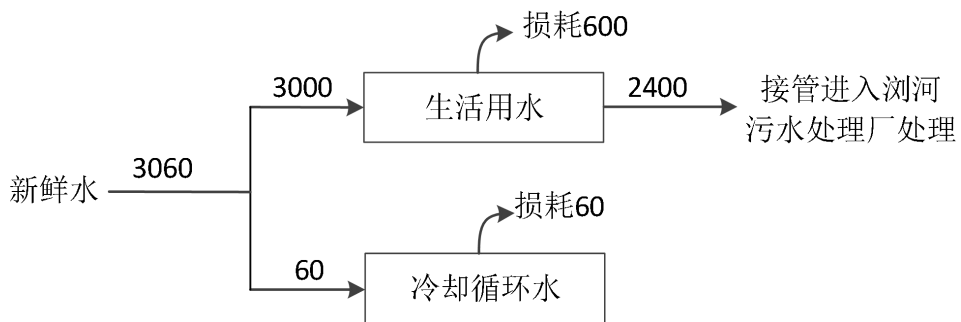 损耗600
3000
生活用水
2400
接管进入浏河
污水处理厂处理
新鲜水
3060
损耗60
60
冷却循环水